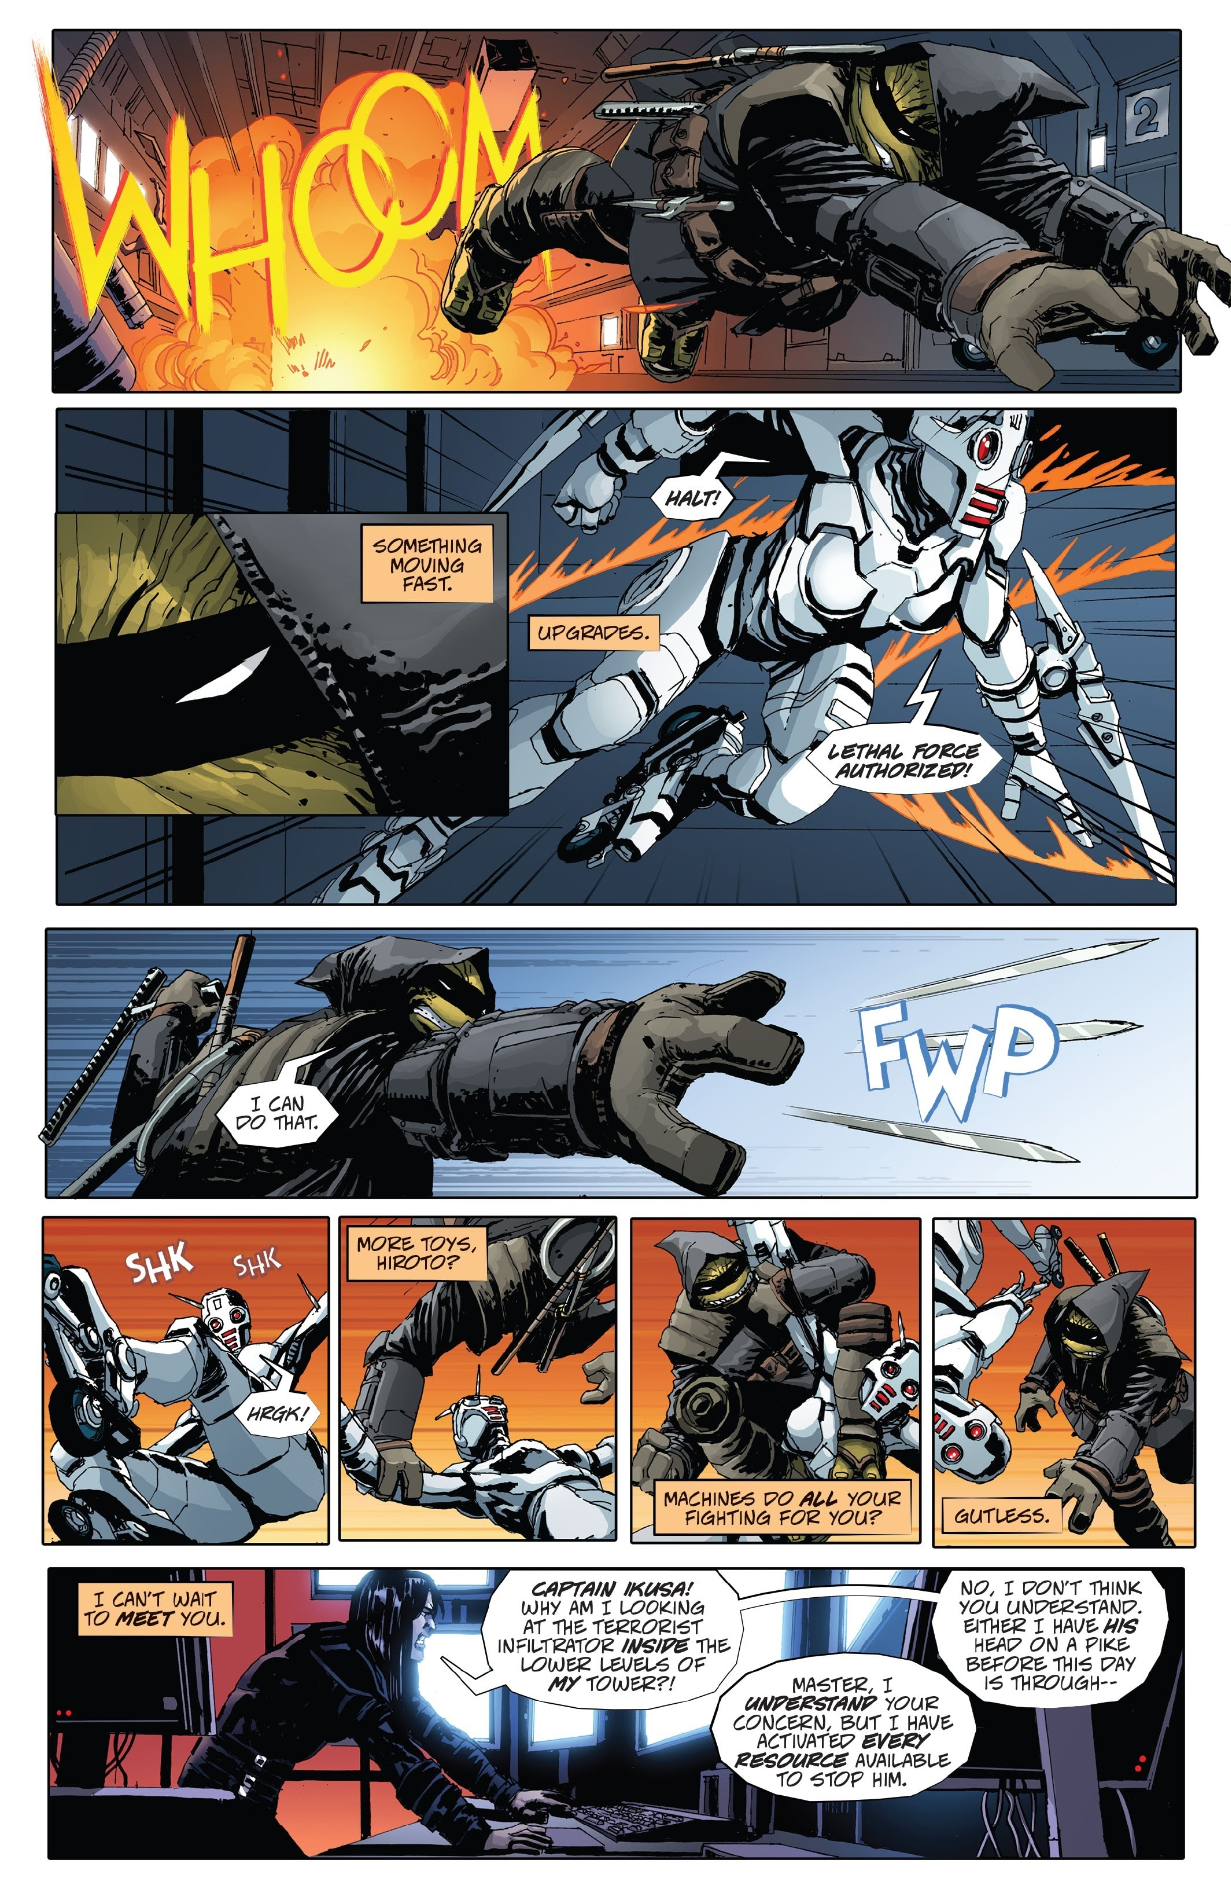 WHOOM
2
SOMETHING
MOVING
FAST.
HALT!
UPGRADES.
LETHAL FORCE
AUTHORIZED!
I CAN
DO THAT.
FWP
SHK
SHK
HRGK!
MORE TOYS,
HIROTO?
MACHINES DO ALL YOUR
FIGHTING FOR YOU?
GUTLESS.
I CAN'T WAIT
TO MEET YOU.
CAPTAIN IKUSA!
WHY AM I LOOKING
AT THE TERRORIST
INFILTRATOR INSIDE THE
LOWER LEVELS OF
MY TOWER?!
MASTER, I
UNDERSTAND YOUR
CONCERN, BUT I HAVE
ACTIVATED EVERY
RESOURCE AVAILABLE
TO STOP HIM.
NO, I DON'T THINK
YOU UNDERSTAND.
EITHER I HAVE HIS
HEAD ON A PIKE
BEFORE THIS DAY
IS THROUGH--